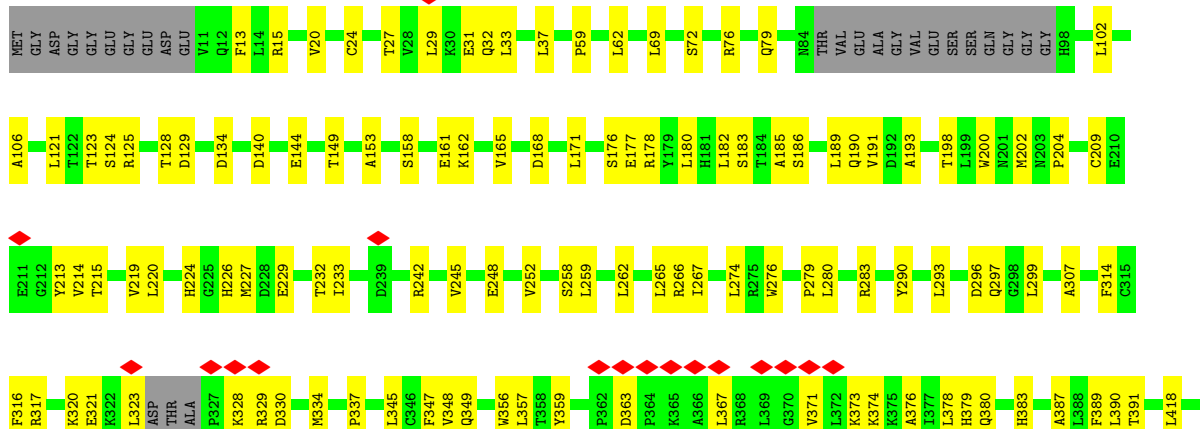 MET GLY ASP GLY GLY GLU GLY GLU ASP GLU V11 Q12 F13 L14 R15 V20 C24 T27 V28 L29 K30 E31 Q32 L33 L37 P59 L62 L69 S72 R76 Q79 N84 THR VAL GLU ALA GLY VAL GLU SER SER GLN GLY GLY GLY H98 L102
A106 L121 T122 T123 S124 R125 T128 D129 D134 D140 E144 T149 A153 S158 E161 K162 V165 D168 L171 S176 E177 R178 Y179 L180 H181 L182 S183 T184 A185 S186 L189 Q190 V191 D192 A193 T198 L199 W200 N201 M202 N203 P204 C209 E210
E211 G212 Y213 V214 T215 V219 L220 H224 G225 H226 M227 D228 E229 T232 I233 D239 R242 V245 E248 V252 S258 L259 L262 L265 R266 I267 L274 R275 W276 P279 L280 R283 Y290 L293 D296 Q297 G298 L299 A307 F314 C315
F316 R317 K320 E321 K322 L323 ASP THR ALA P327 K328 R329 D330 M334 P337 L345 C346 F347 V348 Q349 W356 L357 T358 Y359 P362 D363 P364 K365 A366 L367 R368 L369 G370 V371 L372 K373 K374 K375 A376 I377 L378 H379 Q380 H383 A387 L388 F389 L390 T391 L418